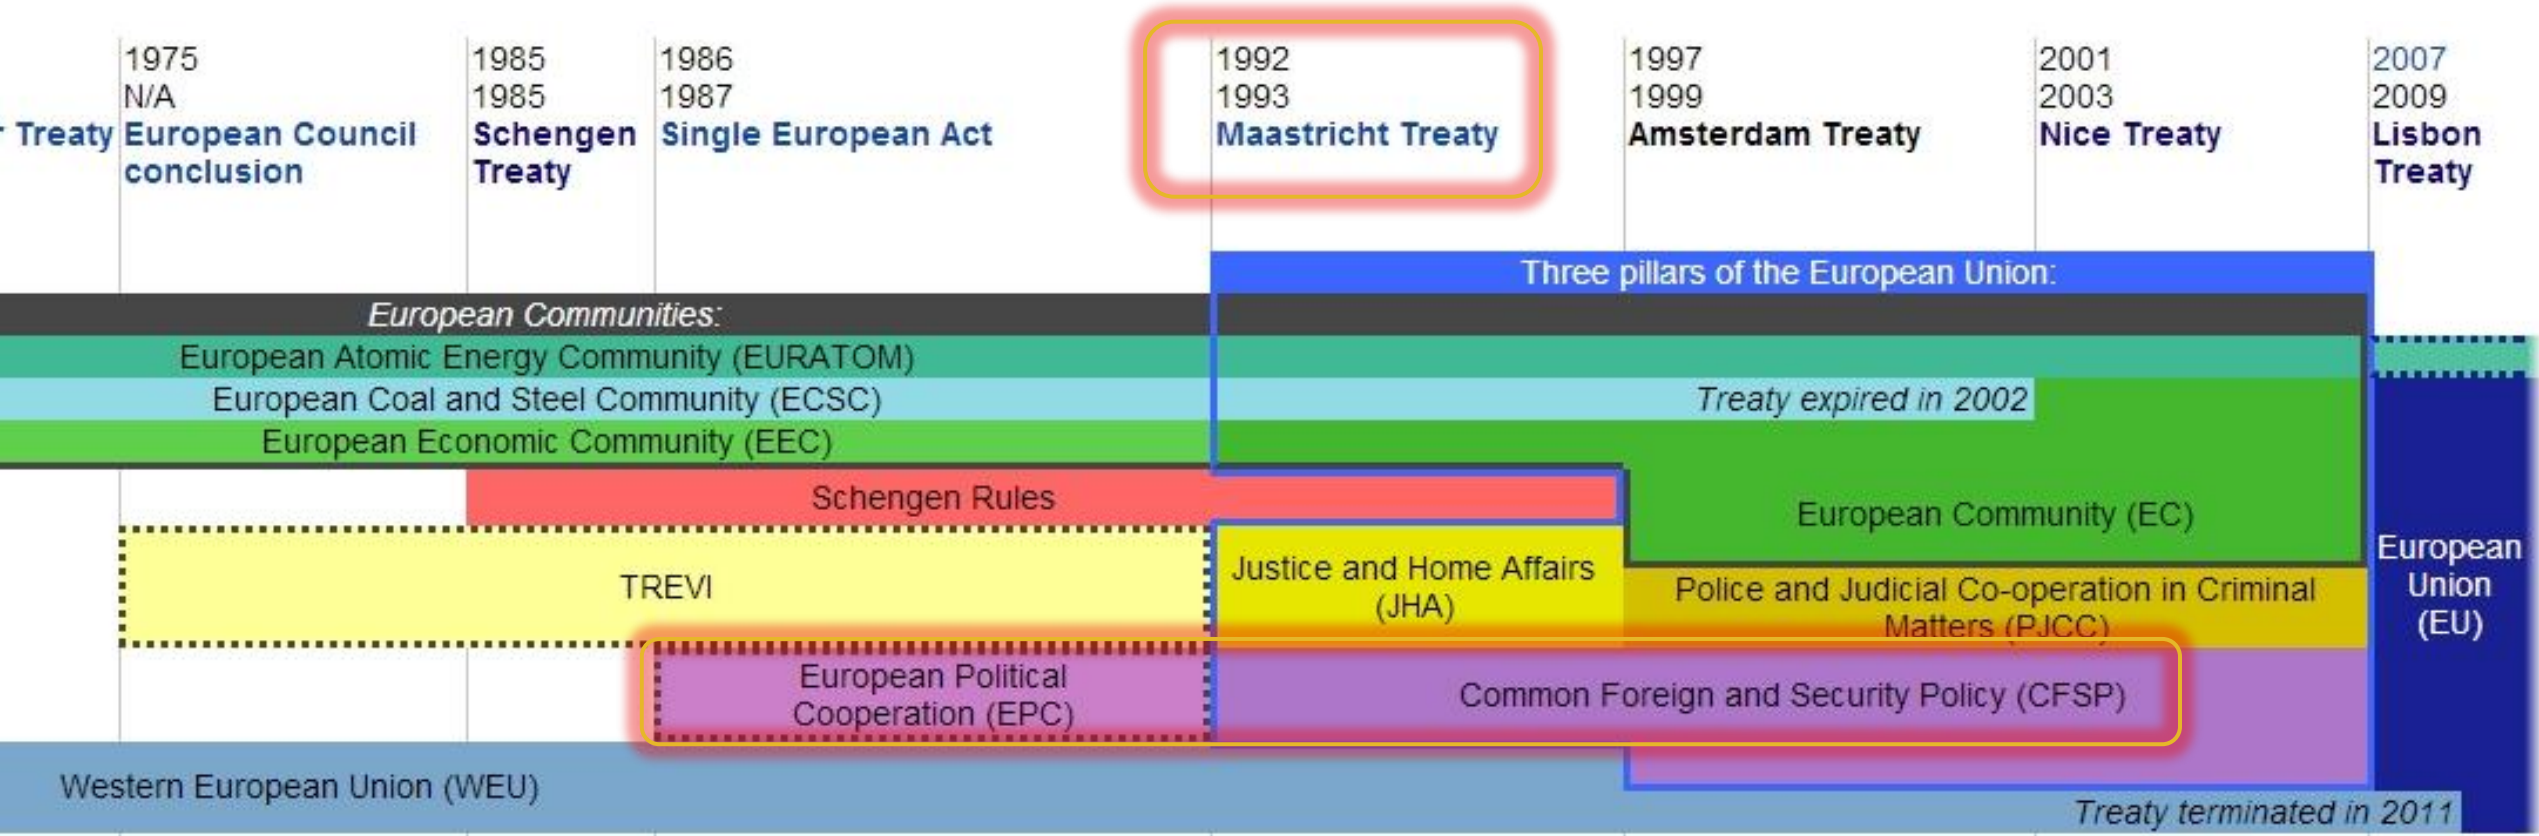 1975
N/A
r Treaty European Council
conclusion
1985
1985
Schengen
Treaty
1986
1987
Single European Act
1992
1993
Maastricht Treaty
1997
1999
Amsterdam Treaty
2001
2003
Nice Treaty
2007
2009
Lisbon
Treaty
Three pillars of the European Union:
European Communities:
European Atomic Energy Community (EURATOM)
European Coal and Steel Community (ECSC)
Treaty expired in 2002
European Economic Community (EEC)
Schengen Rules
European Community (EC)
TREVI
Justice and Home Affairs
(JHA)
Police and Judicial Co-operation in Criminal
Matters (PJCC)
European
Union
(EU)
European Political
Cooperation (EPC)
Common Foreign and Security Policy (CFSP)
Western European Union (WEU)
Treaty terminated in 2011